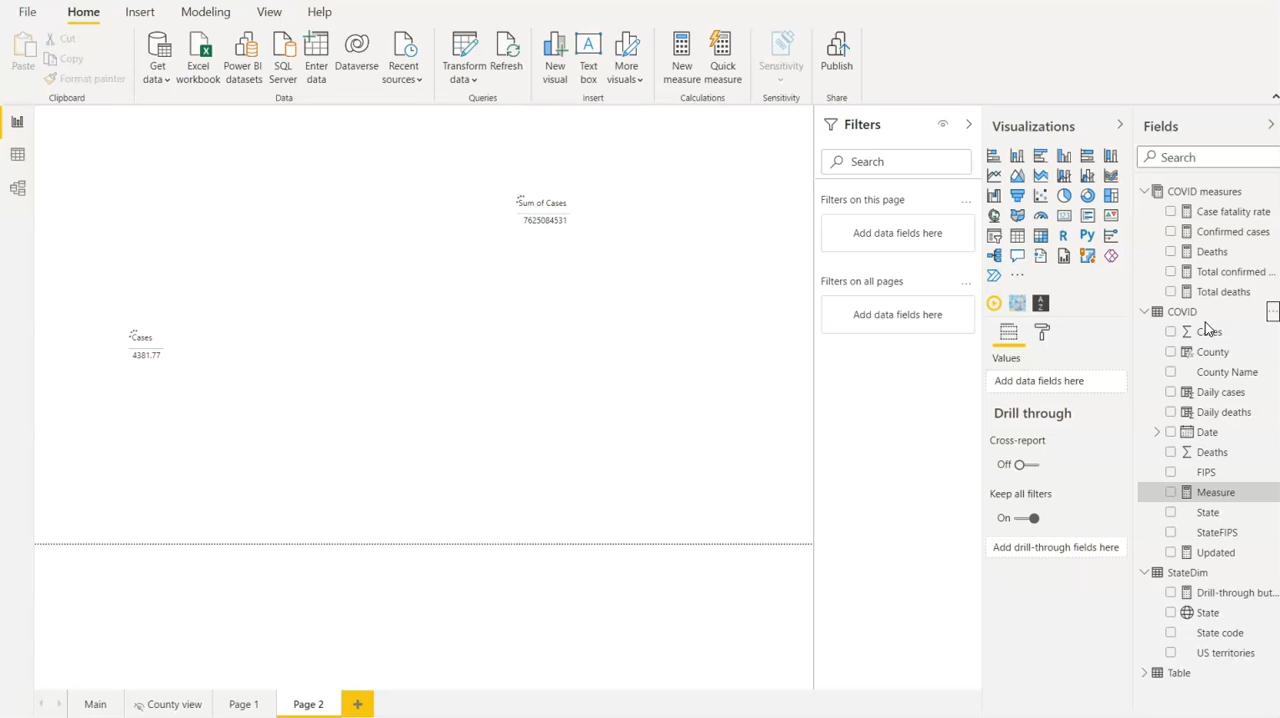 File Home Insert Modeling View Help
Paste
Cut
Copy
Format painter
Clipboard
Get data
Excel workbook
Power BI datasets
SQL Server
Enter data
Dataverse
Recent sources
Data
Transform data
Refresh
Queries
New visual
Text box
More visuals
Insert
New measure
Quick measure
Calculations
Sensitivity
Sensitivity
Publish
Share
Sum of Cases
7625084531
Cases
4381.77
Filters
Search
Filters on this page
...
Add data fields here
Filters on all pages
...
Add data fields here
Visualizations
R
Py
...
Values
Add data fields here
Drill through
Cross-report
Off
Keep all filters
On
Add drill-through fields here
Fields
Search
COVID measures
Case fatality rate
Confirmed cases
Deaths
Total confirmed ...
Total deaths
COVID
Cases
County
County Name
Daily cases
Daily deaths
Date
Deaths
FIPS
Measure
State
StateFIPS
Updated
StateDim
Drill-through but...
State
State code
US territories
Table
Main
County view
Page 1
Page 2
+